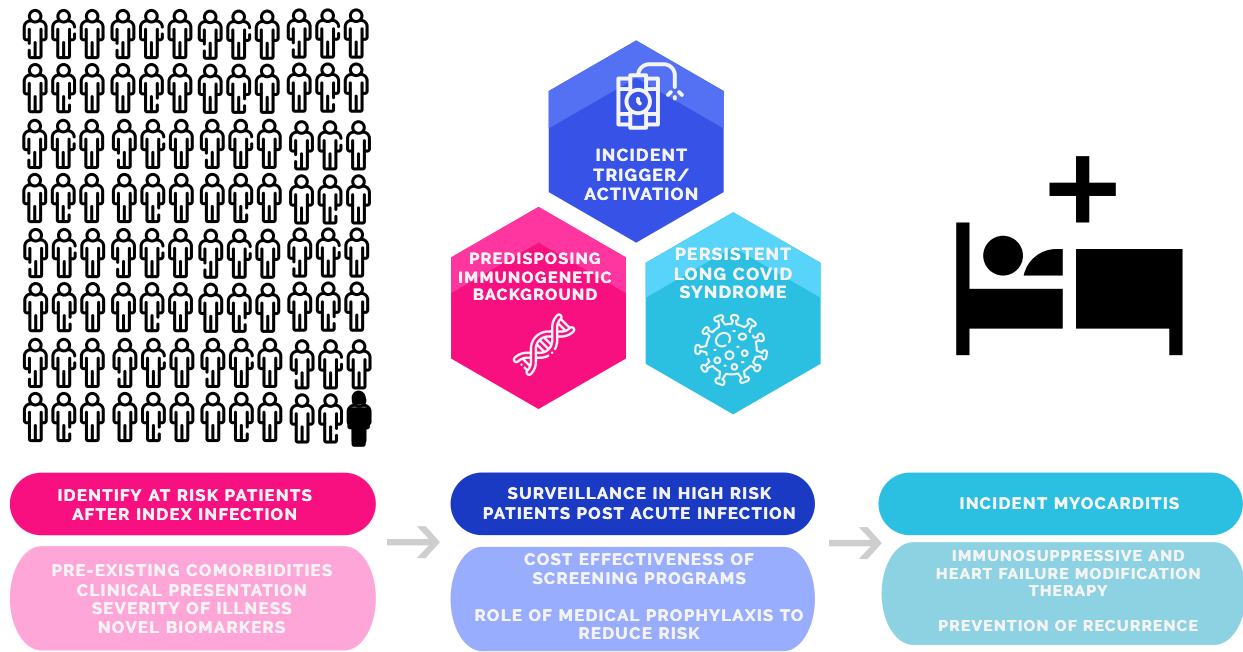 INCIDENT
TRIGGER/
ACTIVATION
PREDISPOSING
IMMUNOGENETIC
BACKGROUND
PERSISTENT
LONG COVID
SYNDROME
IDENTIFY AT RISK PATIENTS
AFTER INDEX INFECTION
PRE-EXISTING COMORBIDITIES
CLINICAL PRESENTATION
SEVERITY OF ILLNESS
NOVEL BIOMARKERS
SURVEILLANCE IN HIGH RISK
PATIENTS POST ACUTE INFECTION
COST EFFECTIVENESS OF
SCREENING PROGRAMS
ROLE OF MEDICAL PROPHYLAXIS TO
REDUCE RISK
INCIDENT MYOCARDITIS
IMMUNOSUPPRESSIVE AND
HEART FAILURE MODIFICATION
THERAPY
PREVENTION OF RECURRENCE